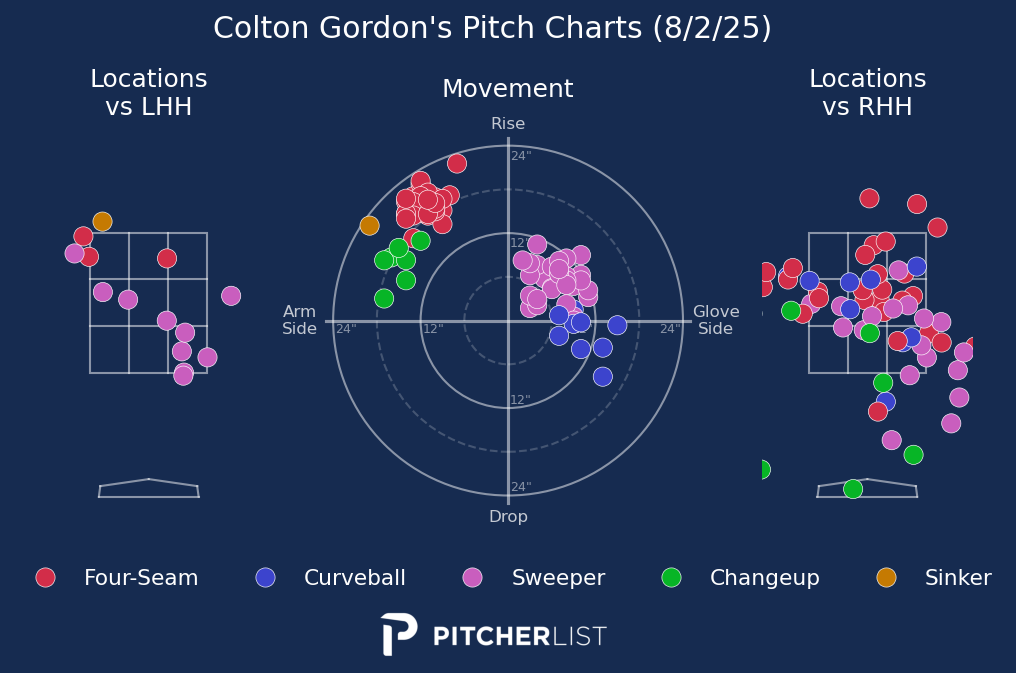 Colton Gordon's Pitch Charts (8/2/25)
Locations
vs LHH
Movement
Locations
vs RHH
Rise
24"
12"
Arm
Side
24"
12"
24"
Glove
Side
12"
24"
Drop
Four-Seam
Curveball
Sweeper
Changeup
Sinker
PITCHERLIST